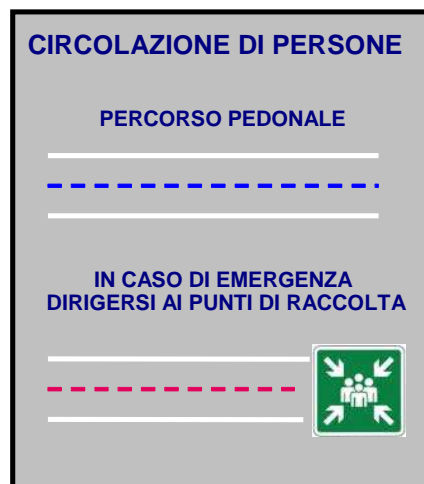 CIRCOLAZIONE DI PERSONE
PERCORSO PEDONALE
IN CASO DI EMERGENZA
DIRIGERSI AI PUNTI DI RACCOLTA